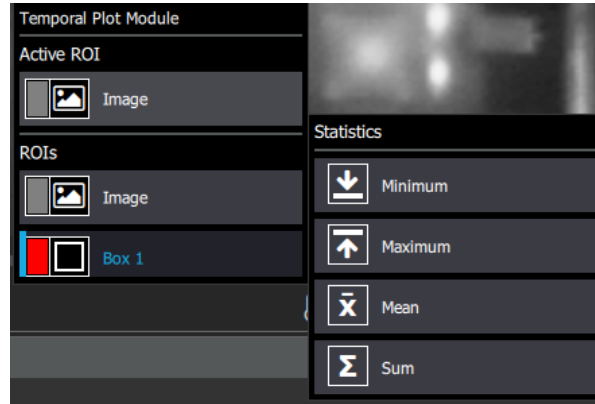 Temporal Plot Module
Active ROI
Image
ROIs
Image
Box 1
Statistics
Minimum
Maximum
x̄ Mean
Σ Sum